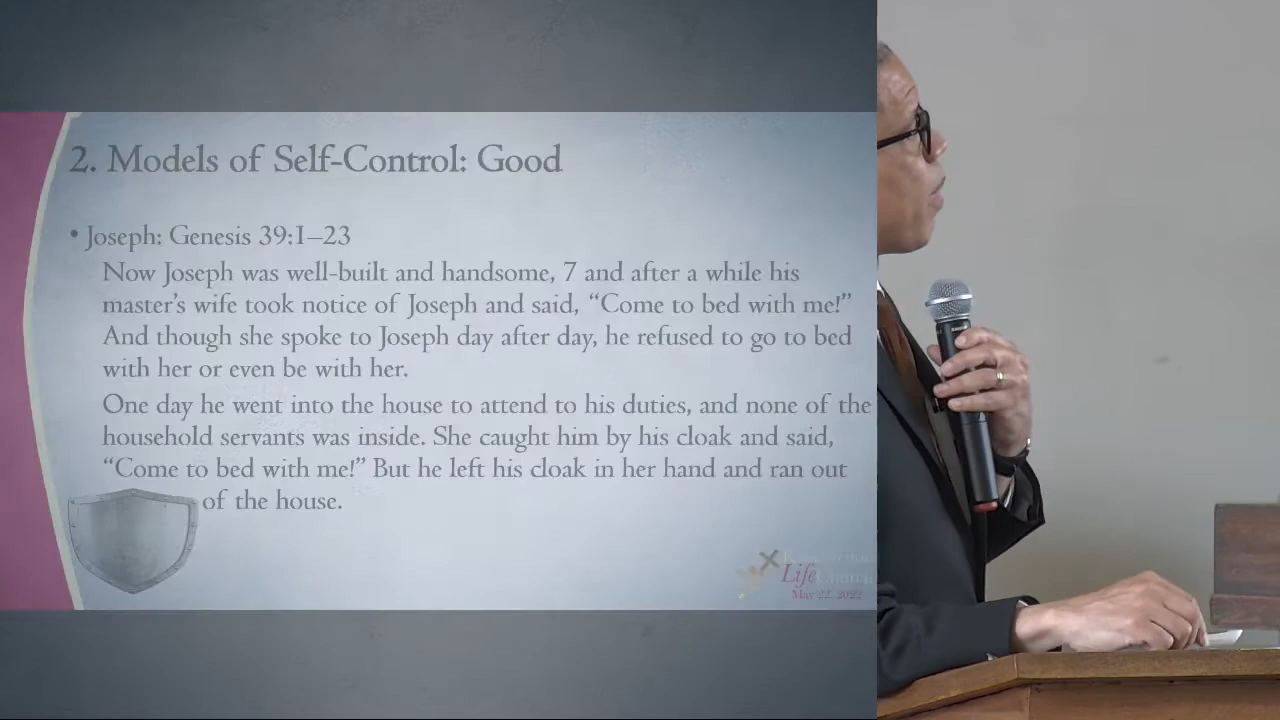 2. Models of Self-Control: Good
• Joseph: Genesis 39:1–23
Now Joseph was well-built and handsome, 7 and after a while his
master’s wife took notice of Joseph and said, “Come to bed with me!”
And though she spoke to Joseph day after day, he refused to go to bed
with her or even be with her.
One day he went into the house to attend to his duties, and none of the
household servants was inside. She caught him by his cloak and said,
“Come to bed with me!” But he left his cloak in her hand and ran out
of the house.
Life Church
May 22, 2022